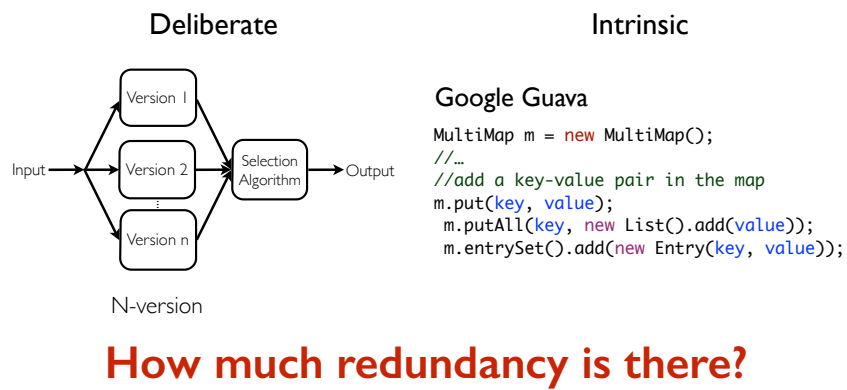 Deliberate
Input
Version 1
Version 2
Version n
Selection
Algorithm
Output
N-version
Intrinsic
Google Guava
MultiMap m = new MultiMap();
//…
//add a key-value pair in the map
m.put(key, value);
m.putAll(key, new List().add(value));
m.entrySet().add(new Entry(key, value));
How much redundancy is there?